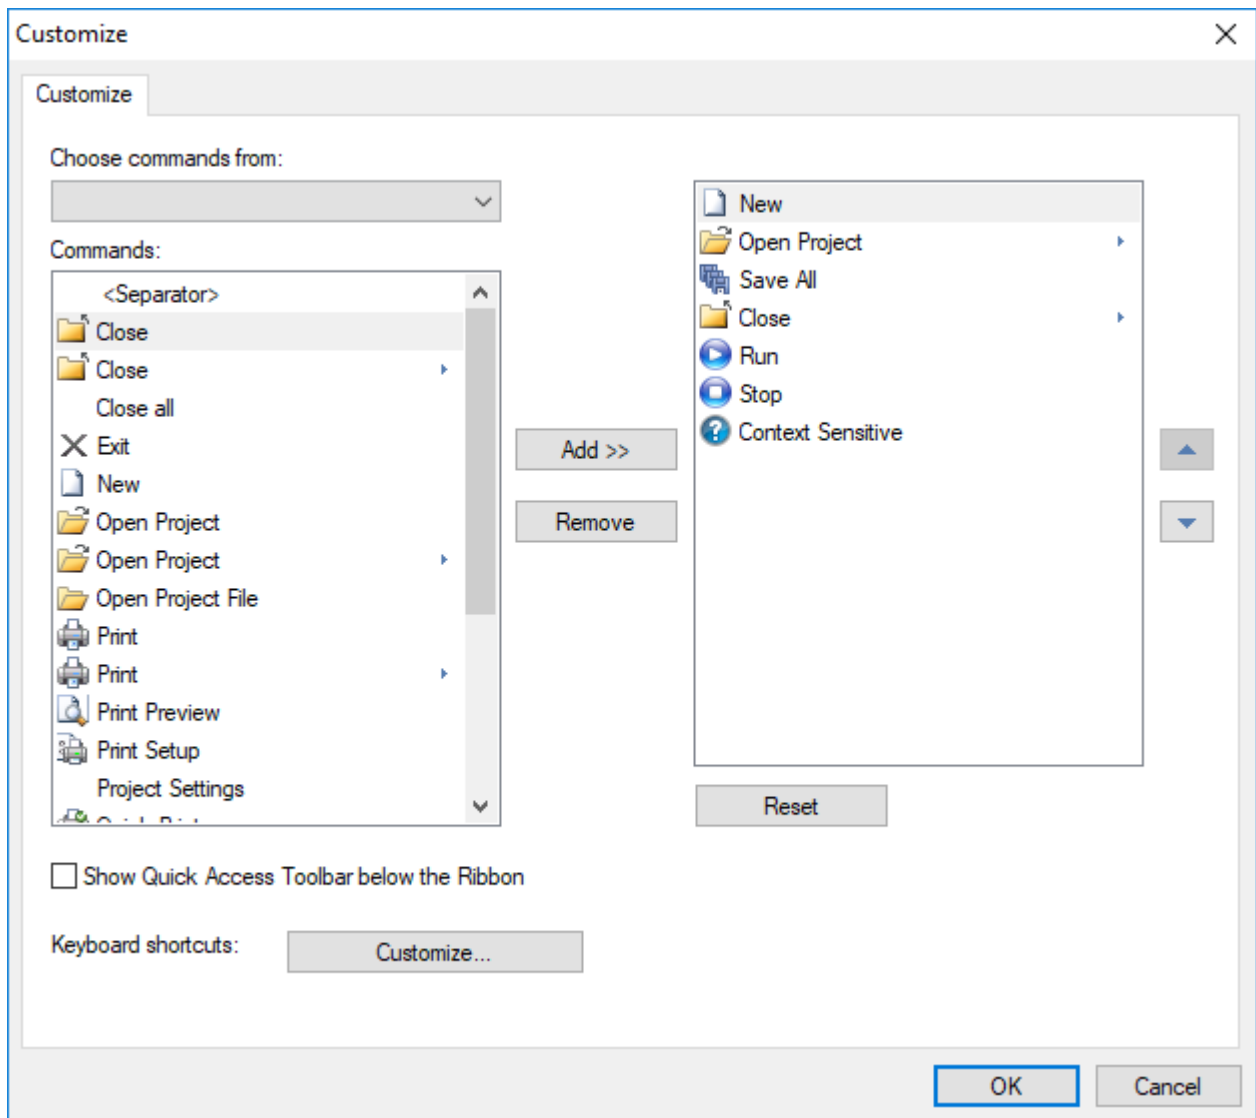 Customize
Customize
Choose commands from:
Commands:
<Separator>
Close
Close
Close all
Exit
New
Open Project
Open Project
Open Project File
Print
Print
Print Preview
Print Setup
Project Settings
Add >>
Remove
New
Open Project
Save All
Close
Run
Stop
Context Sensitive
Reset
Show Quick Access Toolbar below the Ribbon
Keyboard shortcuts:
Customize...
OK
Cancel